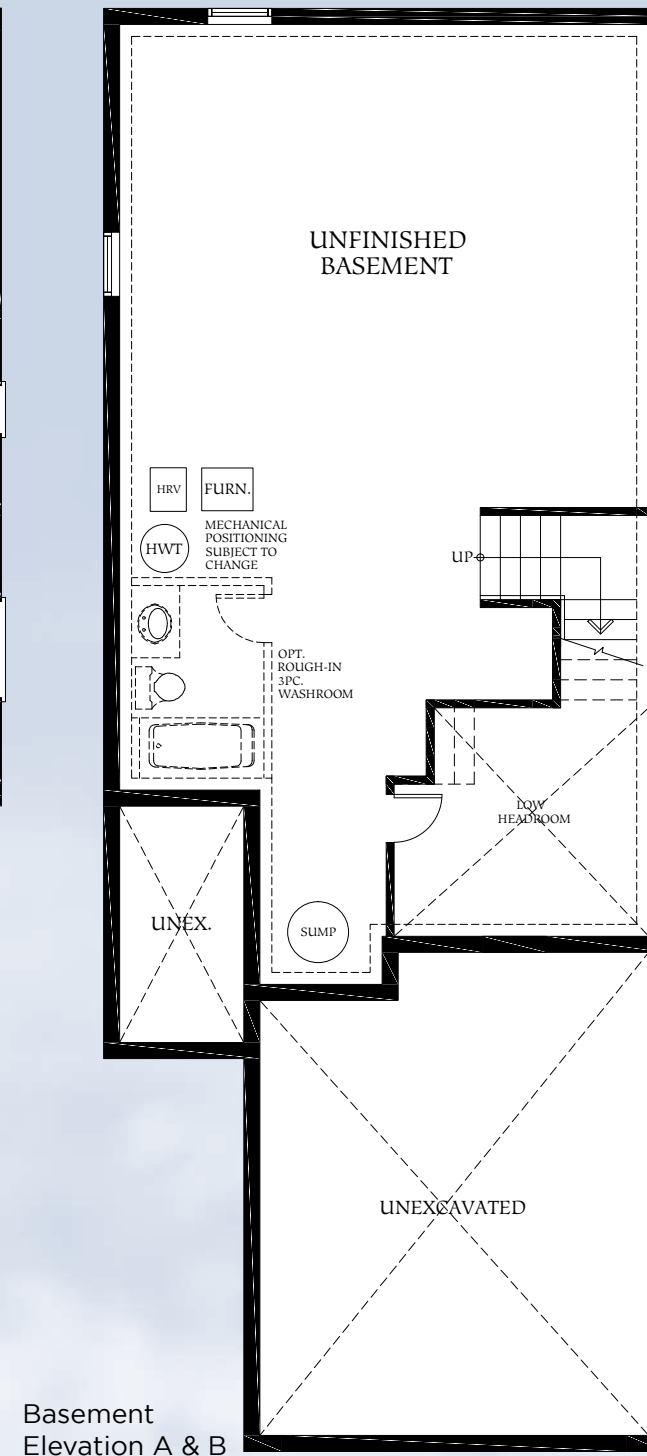 UNFINISHED
BASEMENT
HRV
FURN.
HWT
MECHANICAL
POSITIONING
SUBJECT TO
CHANGE
UP
OPT.
ROUGH-IN
3PC.
WASHROOM
LOW
HEADROOM
UNEX.
SUMP
UNEXCAVATED
Basement
Elevation A & B